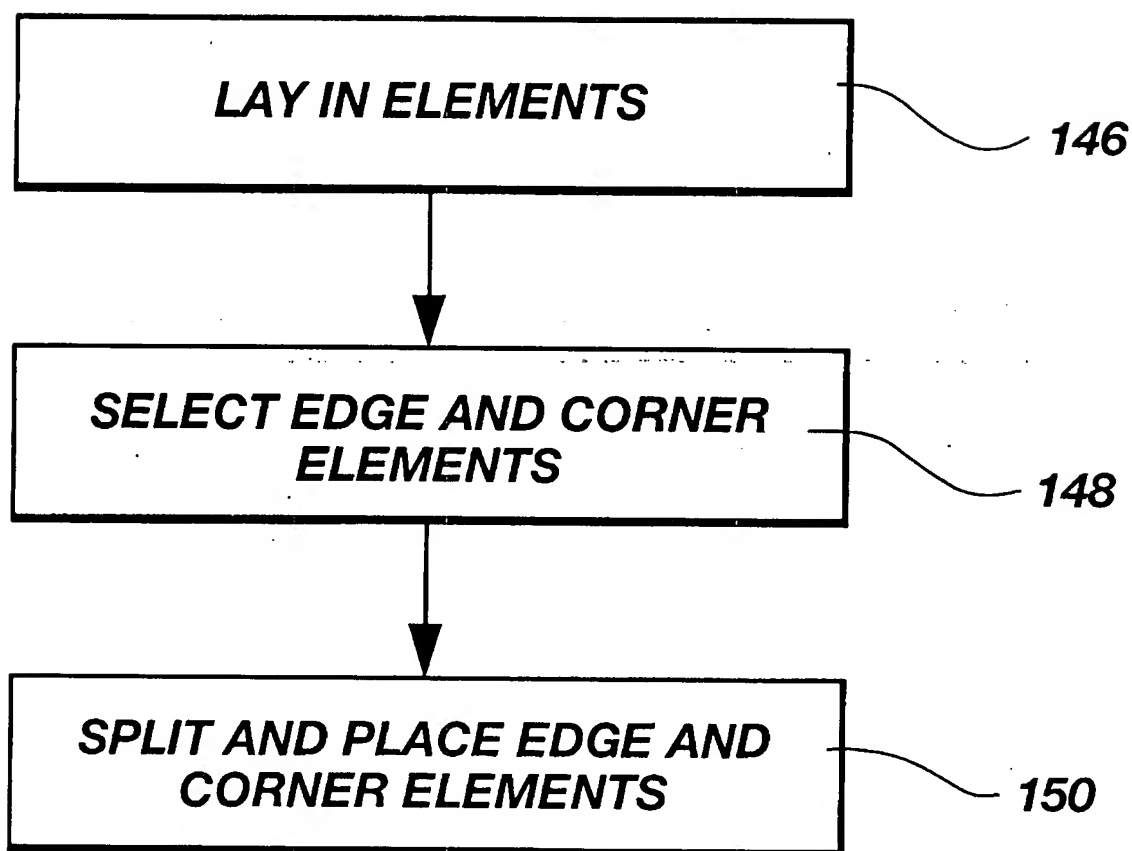 LAY IN ELEMENTS
146
SELECT EDGE AND CORNER
ELEMENTS
148
SPLIT AND PLACE EDGE AND
CORNER ELEMENTS
150